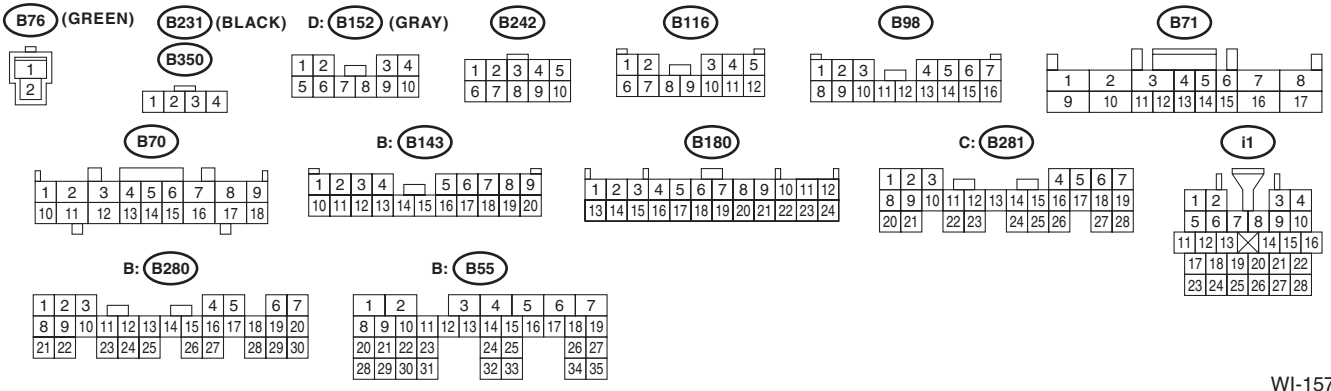 B76 (GREEN) B231 (BLACK) D: B152 (GRAY) B242 B116 B98 B71
B350
1
2
1 2 3 4
1 2 3 4
5 6 7 8 9 10
1 2 3 4 5
6 7 8 9 10
1 2 3 4 5
6 7 8 9 10 11 12
1 2 3 4 5 6 7
8 9 10 11 12 13 14 15 16
1 2 3 4 5 6 7 8
9 10 11 12 13 14 15 16 17
B70 B: B143 B180 C: B281 i1
1 2 3 4 5 6 7 8 9
10 11 12 13 14 15 16 17 18
1 2 3 4 5 6 7 8 9
10 11 12 13 14 15 16 17 18 19 20
1 2 3 4 5 6 7 8 9 10 11 12
13 14 15 16 17 18 19 20 21 22 23 24
1 2 3 4 5 6 7
8 9 10 11 12 13 14 15 16 17 18 19
20 21 22 23 24 25 26 27 28
1 2 3 4
5 6 7 8 9 10
11 12 13 14 15 16
17 18 19 20 21 22
23 24 25 26 27 28
B: B280 B: B55
1 2 3 4 5 6 7
8 9 10 11 12 13 14 15 16 17 18 19 20
21 22 23 24 25 26 27 28 29 30
1 2 3 4 5 6 7
8 9 10 11 12 13 14 15 16 17 18 19
20 21 22 23 24 25 26 27
28 29 30 31 32 33 34 35
WI-157